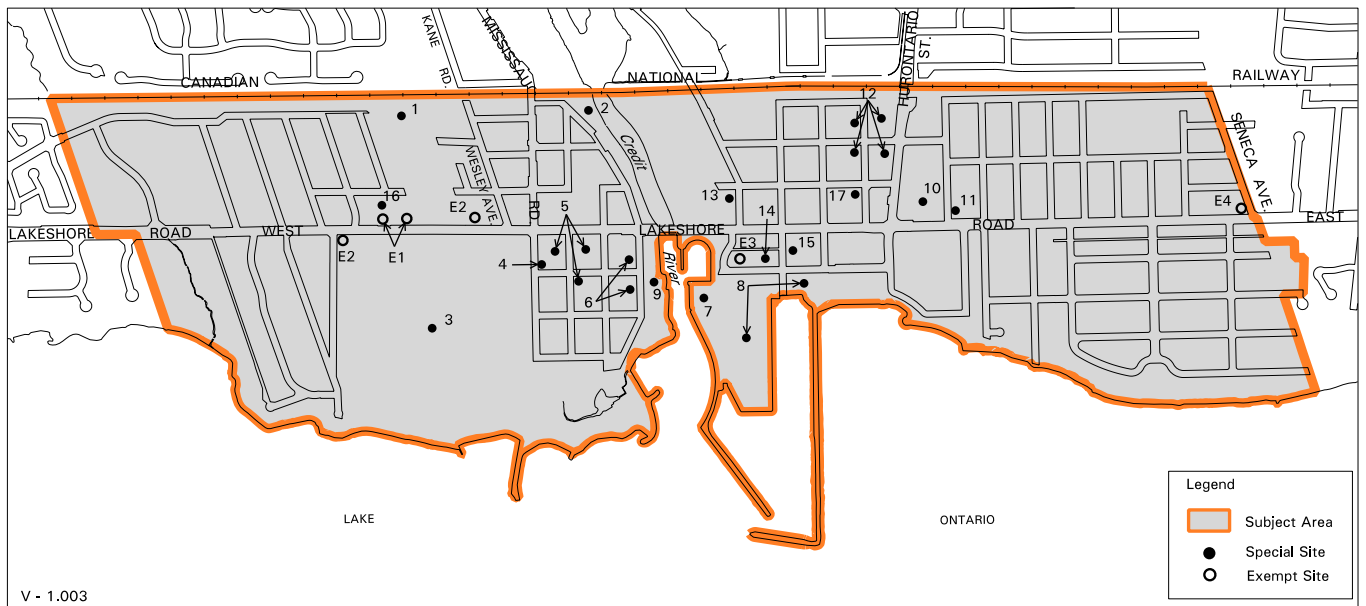 KANE RD.
MISSISSAU
RD
HURONTARIO ST.
CANADIAN
NATIONAL
RAILWAY
1
2
12
Credit
WESLEY AVE.
SENECA AVE.
16
E2
5
13
17
10
11
E4
LAKESHORE
ROAD
WEST
E2
E1
LAKESHORE
14
ROAD
EAST
4
E3
15
River
6
9
7
8
3
LAKE
ONTARIO
Legend
Subject Area
Special Site
Exempt Site
V - 1.003